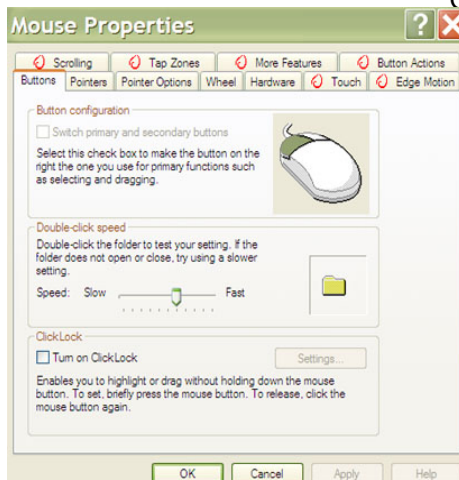 Mouse Properties
Scrolling Tap Zones More Features Button Actions
Buttons Pointers Pointer Options Wheel Hardware Touch Edge Motion
Button configuration
Switch primary and secondary buttons
Select this check box to make the button on the
right the one you use for primary functions such
as selecting and dragging.
Double-click speed
Double-click the folder to test your setting. If the
folder does not open or close, try using a slower
setting.
Speed: Slow Fast
ClickLock
Turn on ClickLock Settings...
Enables you to highlight or drag without holding down the mouse
button. To set, briefly press the mouse button. To release, click the
mouse button again.
OK Cancel Apply Help